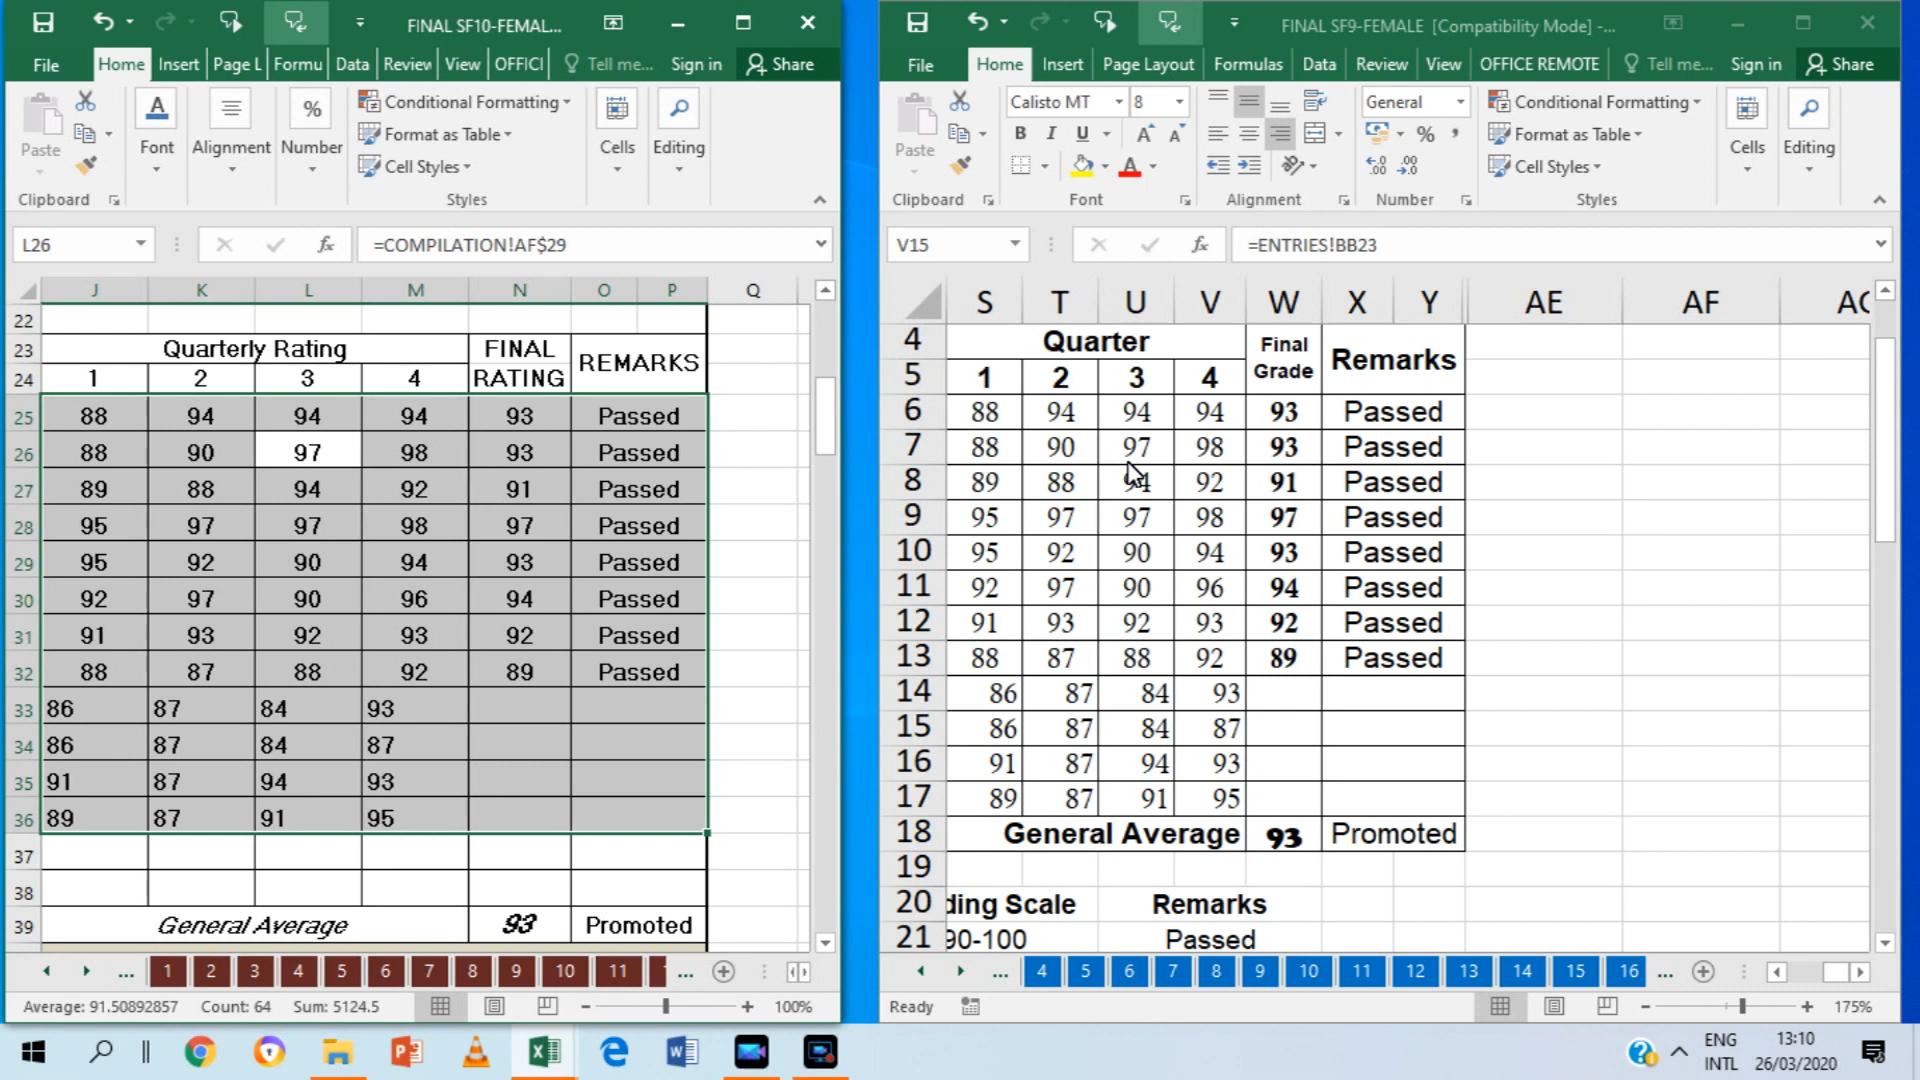 FINAL SF10-FEMAL...
File Home Insert Page L Formu Data Review View OFFICI Tell me... Sign in Share
Paste
Clipboard
Font
Alignment
%
Number
Conditional Formatting
Format as Table
Cell Styles
Styles
Cells
Editing
L26 fx =COMPILATION!AF$29
J K L M N O P Q
22
23 Quarterly Rating FINAL RATING REMARKS
24 1 2 3 4
25 88 94 94 94 93 Passed
26 88 90 97 98 93 Passed
27 89 88 94 92 91 Passed
28 95 97 97 98 97 Passed
29 95 92 90 94 93 Passed
30 92 97 90 96 94 Passed
31 91 93 92 93 92 Passed
32 88 87 88 92 89 Passed
33 86 87 84 93
34 86 87 84 87
35 91 87 94 93
36 89 87 91 95
37
38
39 General Average 93 Promoted
... 1 2 3 4 5 6 7 8 9 10 11 1 ...
Average: 91.50892857 Count: 64 Sum: 5124.5 100%
FINAL SF9-FEMALE [Compatibility Mode] -...
File Home Insert Page Layout Formulas Data Review View OFFICE REMOTE Tell me... Sign in Share
Paste
Clipboard
Calisto MT 8
B I U A A
A
Font
Alignment
General
% ,
.00 .00
Number
Conditional Formatting
Format as Table
Cell Styles
Styles
Cells
Editing
V15 fx =ENTRIES!BB23
S T U V W X Y AE AF AG
4 Quarter Final Grade Remarks
5 1 2 3 4
6 88 94 94 94 93 Passed
7 88 90 97 98 93 Passed
8 89 88 94 92 91 Passed
9 95 97 97 98 97 Passed
10 95 92 90 94 93 Passed
11 92 97 90 96 94 Passed
12 91 93 92 93 92 Passed
13 88 87 88 92 89 Passed
14 86 87 84 93
15 86 87 84 87
16 91 87 94 93
17 89 87 91 95
18 General Average 93 Promoted
19
20 ding Scale Remarks
21 90-100 Passed
... 4 5 6 7 8 9 10 11 12 13 14 15 16 ...
Ready 175%
ENG
INTL
13:10
26/03/2020